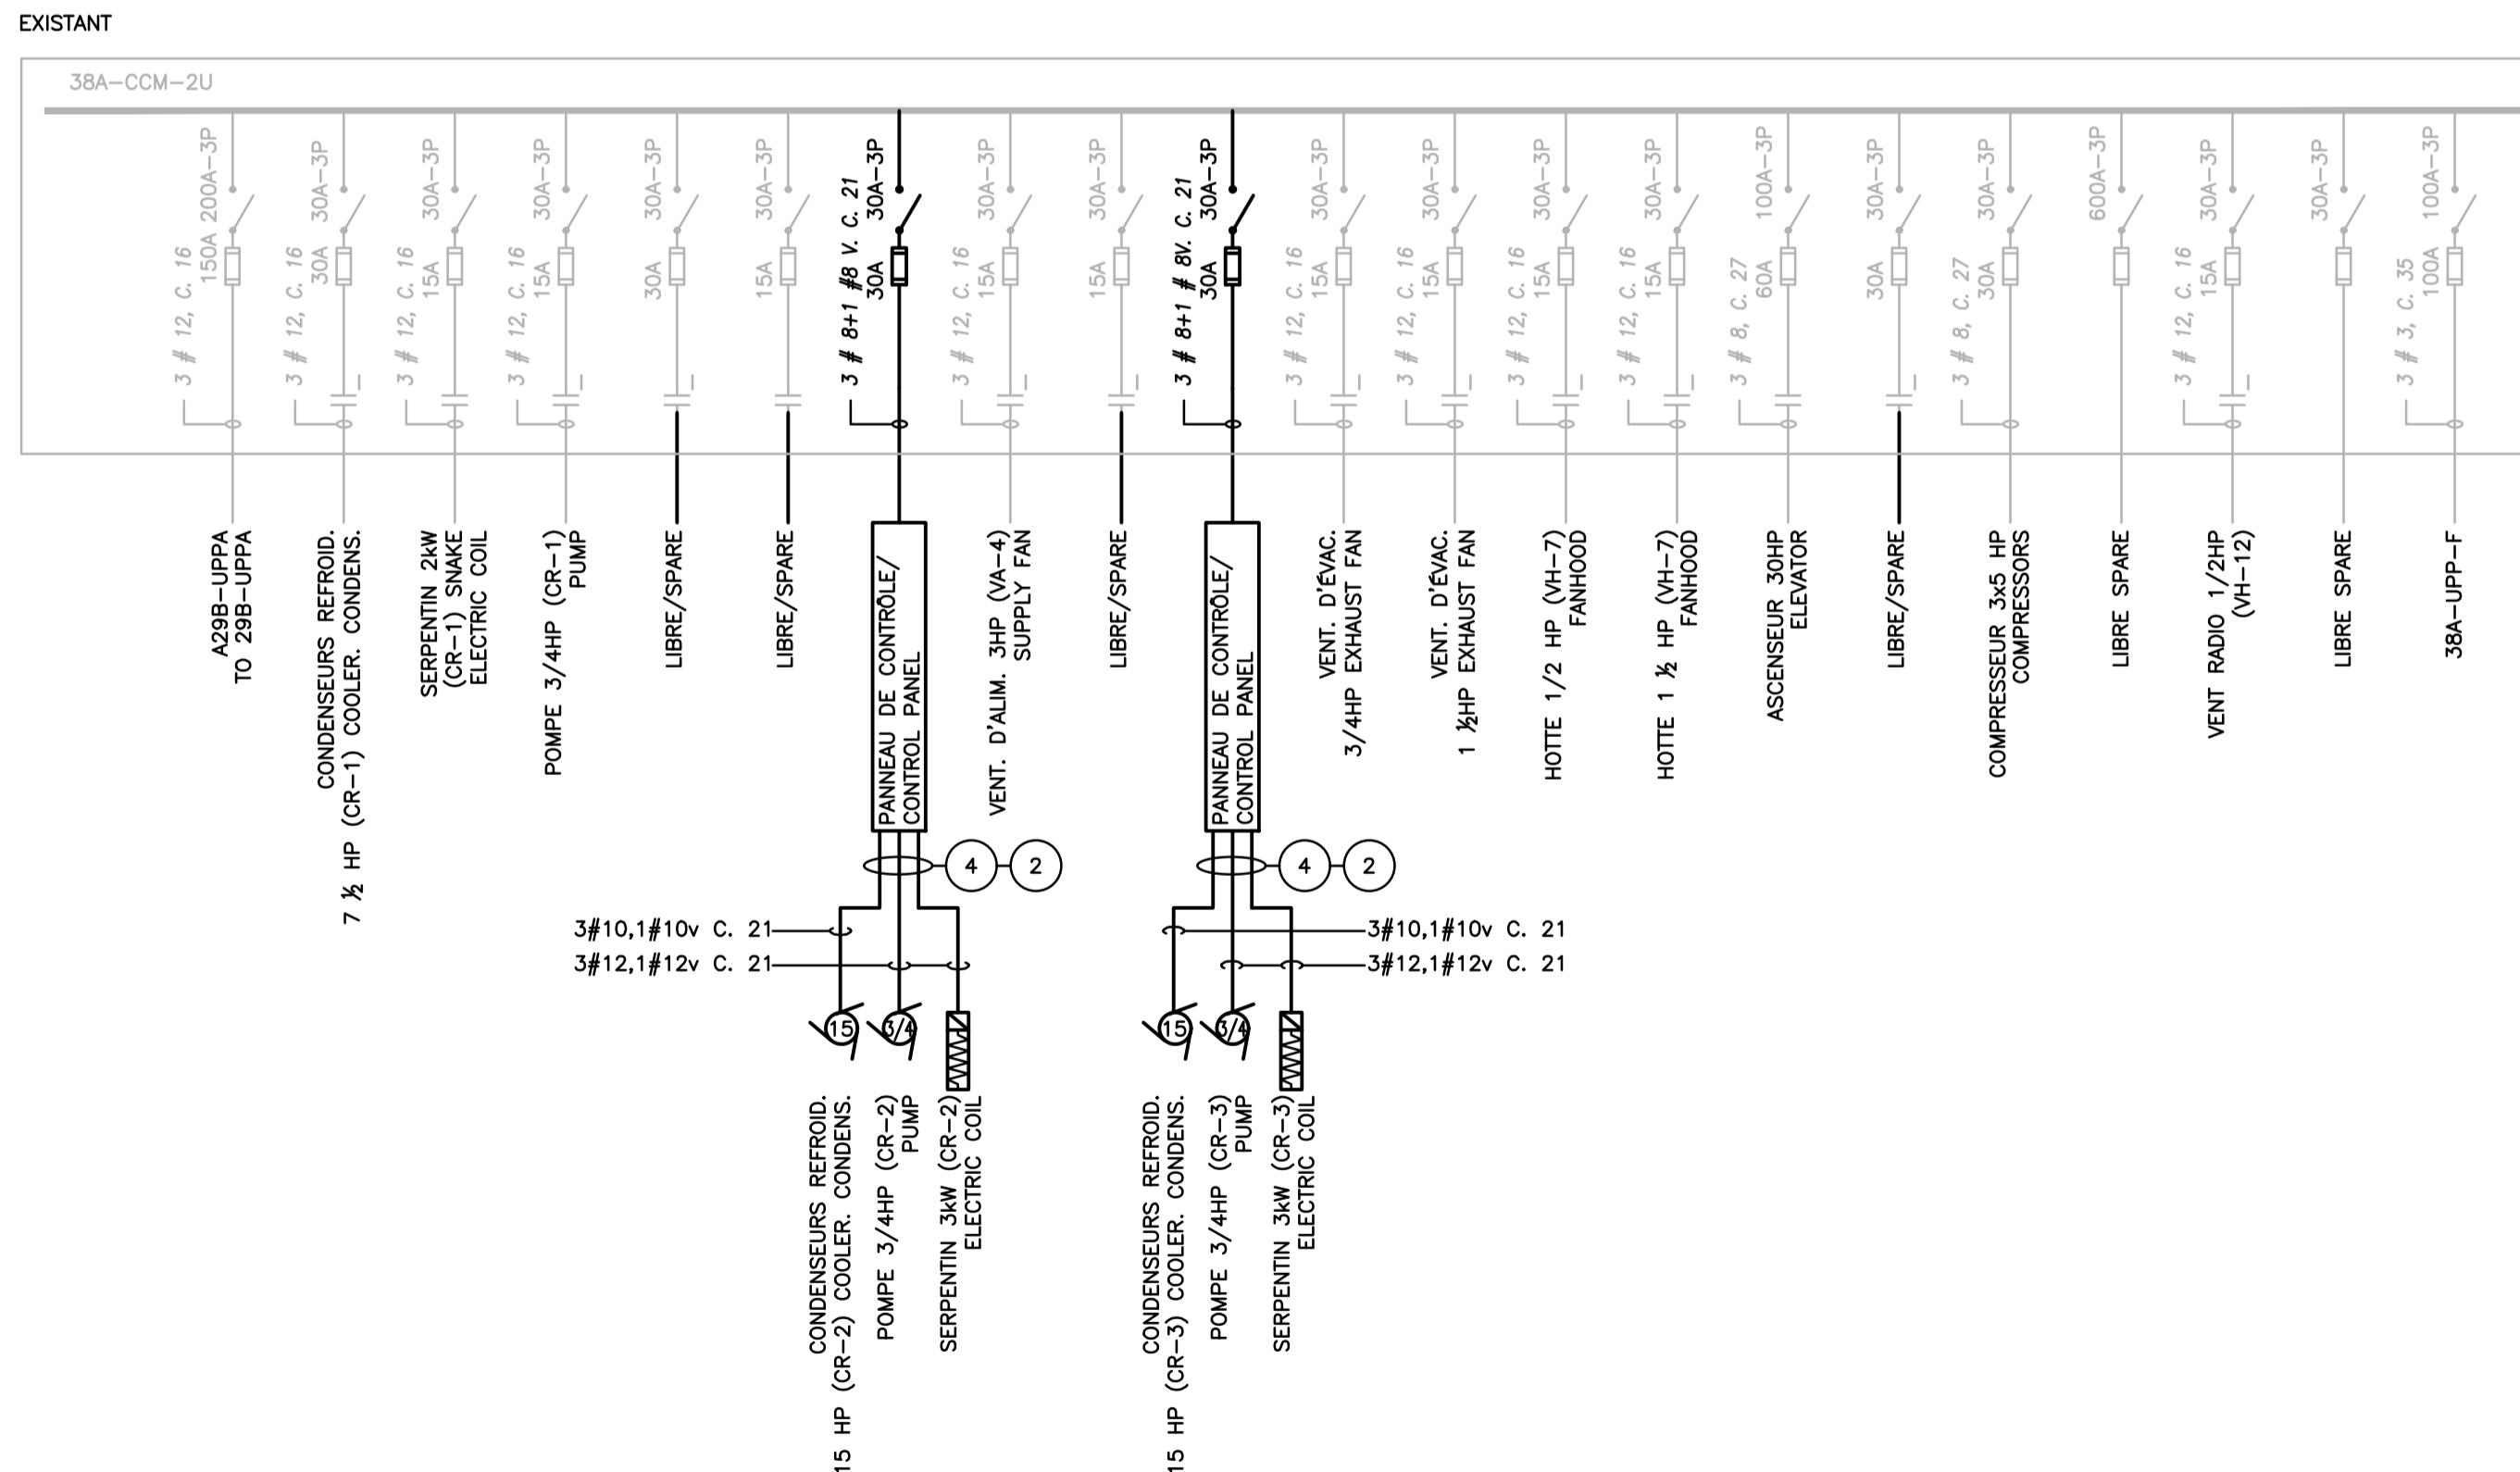 EXISTANT
38A-CCM-2U
3 # 12, C. 16
150A 200A-3P
A29B-UPPA
TO 29B-UPPA
3 # 12, C. 16
30A 30A-3P
CONDENSEURS REFROID.
7 ½ HP (CR-1) COOLER. CONDENS.
3 # 12, C. 16
15A 30A-3P
SERPENTIN 2kW
(CR-1) SNAKE
ELECTRIC COIL
3 # 12, C. 16
15A 30A-3P
POMPE 3/4HP (CR-1)
PUMP
30A 30A-3P
LIBRE/SPARE
15A 30A-3P
LIBRE/SPARE
3 # 8+1 #8 V. C. 21
30A 30A-3P
PANNEAU DE CONTRÔLE/
CONTROL PANEL
4
2
3#10,1#10v C. 21
3#12,1#12v C. 21
15
3/4
CONDENSEURS REFROID.
15 HP (CR-2) COOLER. CONDENS.
POMPE 3/4HP (CR-2)
PUMP
SERPENTIN 3kW (CR-2)
ELECTRIC COIL
3 # 12, C. 16
15A 30A-3P
VENT. D'ALIM. 3HP (VA-4)
SUPPLY FAN
15A 30A-3P
LIBRE/SPARE
3 # 8+1 # 8V. C. 21
30A 30A-3P
PANNEAU DE CONTRÔLE/
CONTROL PANEL
4
2
3#10,1#10v C. 21
3#12,1#12v C. 21
15
3/4
CONDENSEURS REFROID.
15 HP (CR-3) COOLER. CONDENS.
POMPE 3/4HP (CR-3)
PUMP
SERPENTIN 3kW (CR-3)
ELECTRIC COIL
3 # 12, C. 16
15A 30A-3P
VENT. D'ÉVAC.
3/4HP EXHAUST FAN
3 # 12, C. 16
15A 30A-3P
VENT. D'ÉVAC.
1 ½HP EXHAUST FAN
3 # 12, C. 16
15A 30A-3P
HOTTE 1/2 HP (VH-7)
FANHOOD
3 # 12, C. 16
15A 30A-3P
HOTTE 1 ½ HP (VH-7)
FANHOOD
3 # 8, C. 27
60A 100A-3P
ASCENSEUR 30HP
ELEVATOR
30A 30A-3P
LIBRE/SPARE
3 # 8, C. 27
30A 30A-3P
COMPRESSEUR 3x5 HP
COMPRESSORS
600A-3P
LIBRE SPARE
3 # 12, C. 16
15A 30A-3P
VENT RADIO 1/2HP
(VH-12)
30A-3P
LIBRE SPARE
3 # 3, C. 35
100A 100A-3P
38A-UPP-F